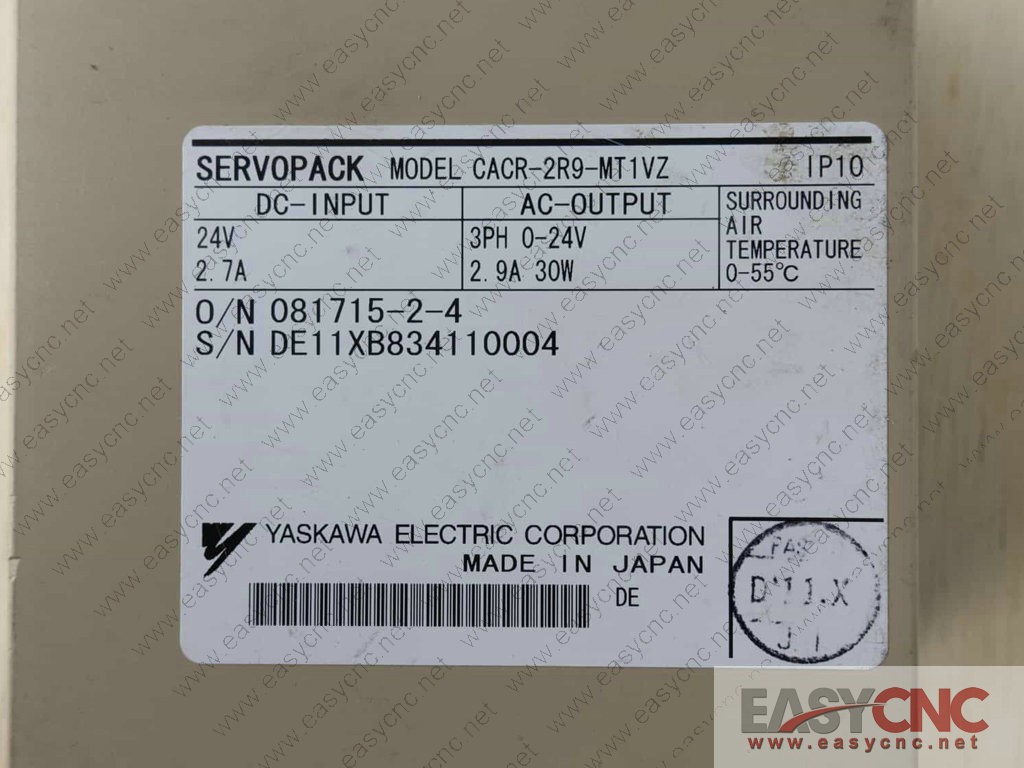 SERVOPACK MODEL CACR-2R9-MT1VZ IP10
DC-INPUT AC-OUTPUT SURROUNDING AIR TEMPERATURE 0-55℃
24V 3PH 0-24V
2.7A 2.9A 30W
O/N 081715-2-4
S/N DE11XB834110004
YASKAWA ELECTRIC CORPORATION
MADE IN JAPAN
DE
D'11.X
EASYCNC
www.easycnc.net